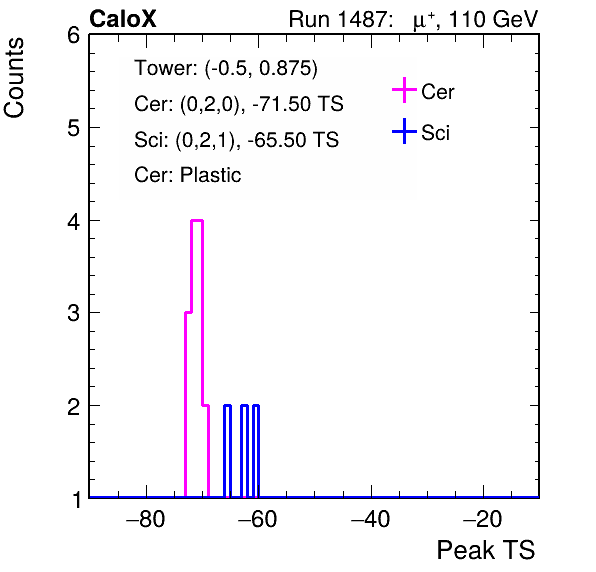 CaloX Run 1487: μ⁺, 110 GeV
Counts
Tower: (-0.5, 0.875)
Cer: (0,2,0), -71.50 TS
Sci: (0,2,1), -65.50 TS
Cer: Plastic
Cer
Sci
6
5
4
3
2
1
−80 −60 −40 −20
Peak TS